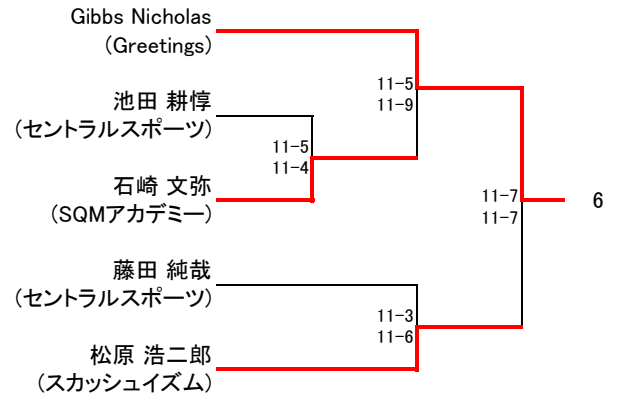 Gibbs Nicholas
(Greetings)
11-5
11-9
池田 耕惇
(セントラルスポーツ)
11-5
11-4
石崎 文弥
(SQMアカデミー)
11-7
11-7
6
藤田 純哉
(セントラルスポーツ)
11-3
11-6
松原 浩二郎
(スカッシュイズム)